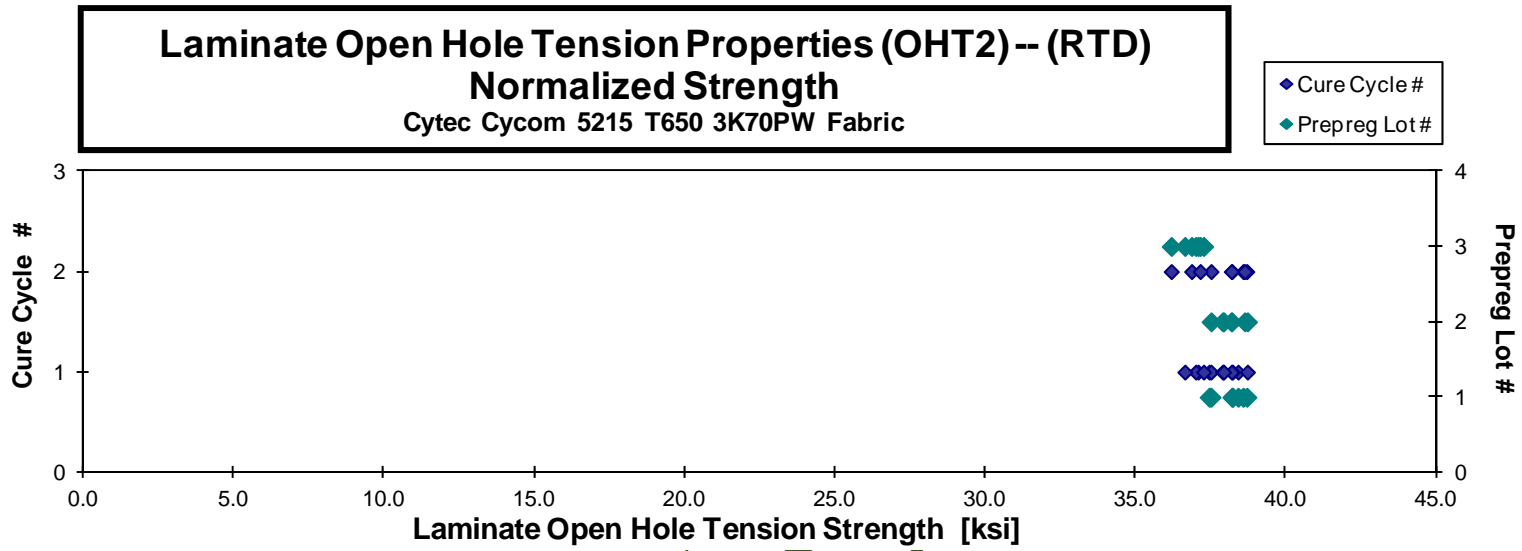 Laminate Open Hole Tension Properties (OHT2) -- (RTD)
Normalized Strength
Cytec Cycom 5215 T650 3K70PW Fabric
Cure Cycle #
Prepreg Lot #
3
2
1
0
Cure Cycle #
4
3
2
1
0
Prepreg Lot #
0.0 5.0 10.0 15.0 20.0 25.0 30.0 35.0 40.0 45.0
Laminate Open Hole Tension Strength [ksi]